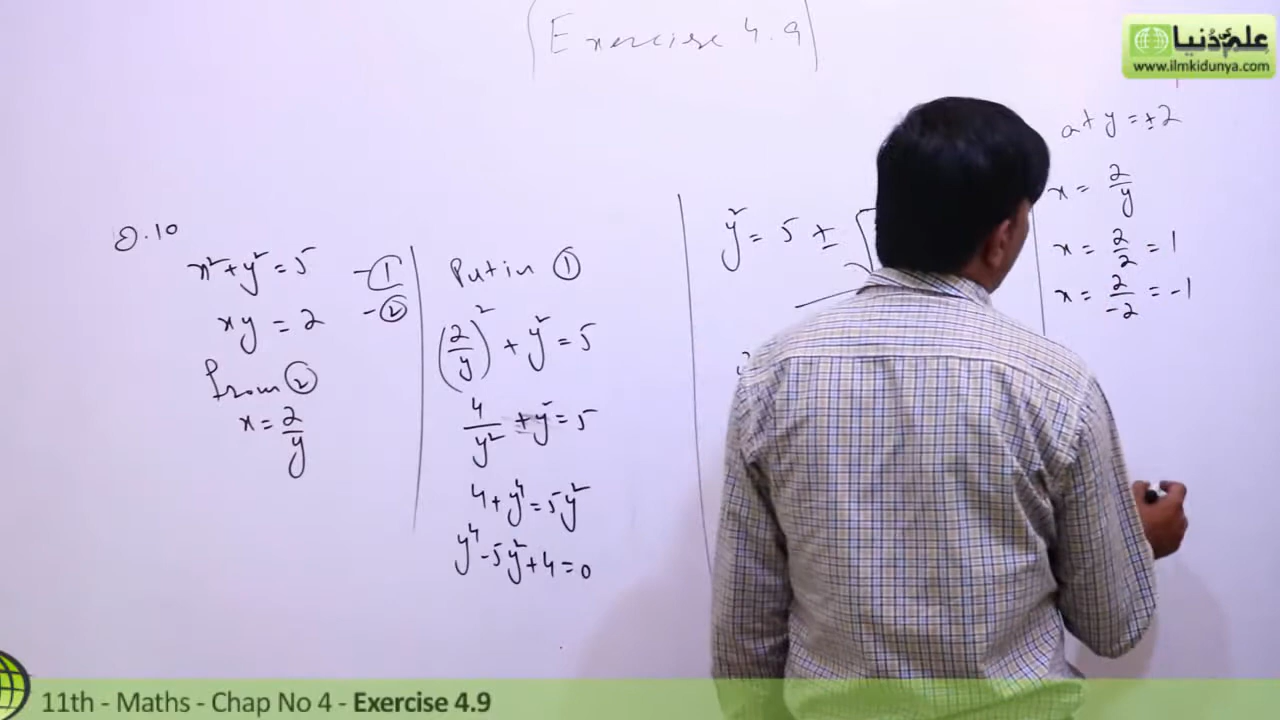 Exercise 4.9
علم کی دُنیا
www.ilmkidunya.com
Q.10
x²+y²=5 -①
xy=2 -②
From ②
x=2/y
Put in ①
(2/y)²+y²=5
4/y²+y²=5
4+y⁴=5y²
y⁴-5y²+4=0
y²=5±√
at y=±2
x=2/y
x=2/2=1
x=2/-2=-1
11th - Maths - Chap No 4 - Exercise 4.9